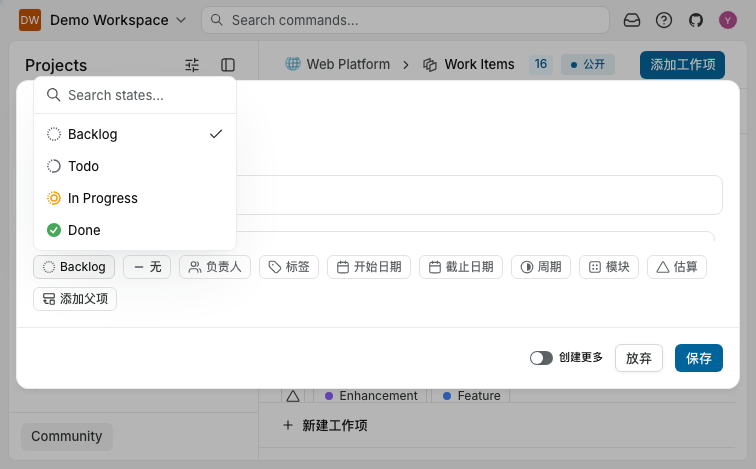 DW Demo Workspace Search commands... Y
Projects
Web Platform > Work Items 16 公开 添加工作项
Search states...
Backlog
Todo
In Progress
Done
Backlog 无 负责人 标签 开始日期 截止日期 周期 模块 估算
添加父项
创建更多 放弃 保存
Enhancement Feature
Community
+ 新建工作项